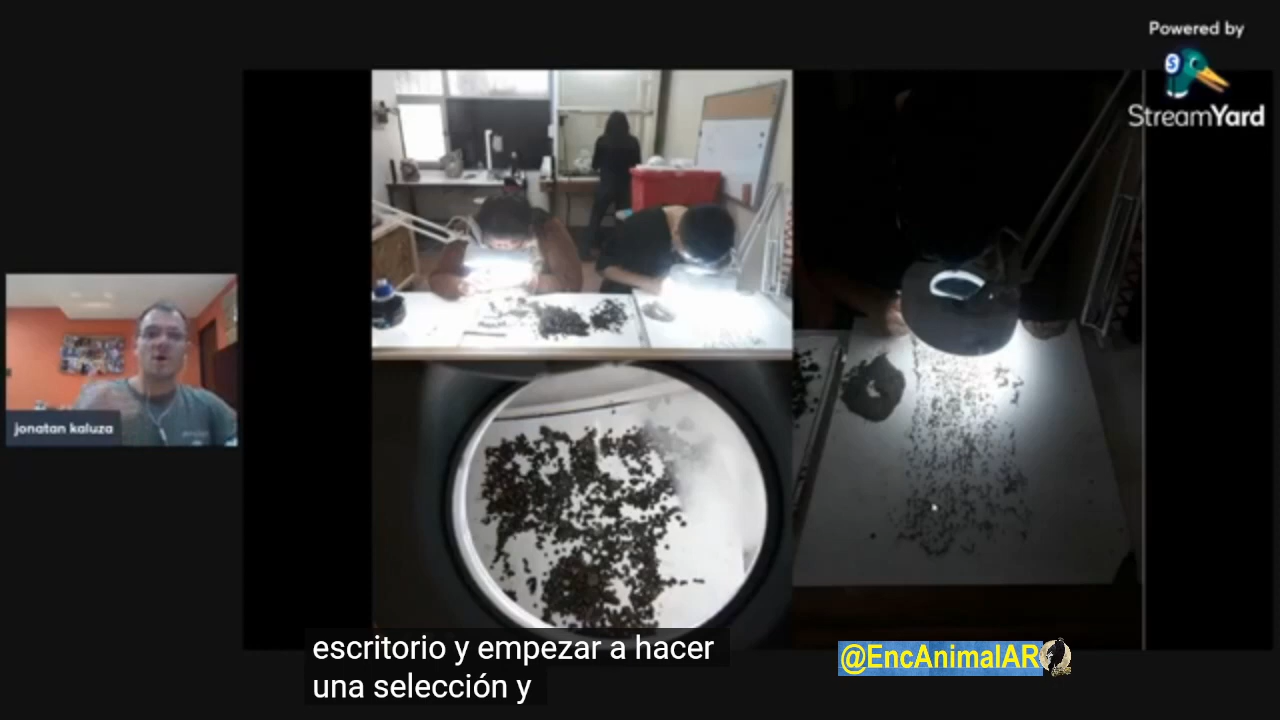 Powered by
S
StreamYard
jonatan kaluza
escritorio y empezar a hacer
una selección y
@EncAnimalAR